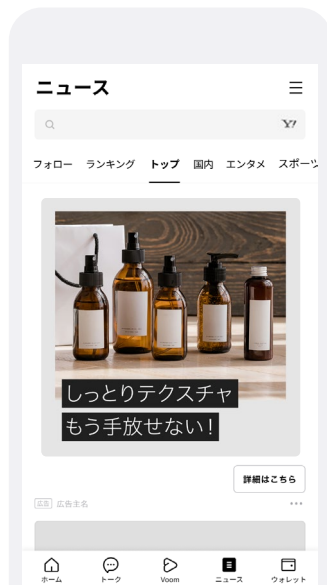 ニュース
Y!
フォロー ランキング トップ 国内 エンタメ スポーツ
しっとりテクスチャ
もう手放せない!
詳細はこちら
広告 広告主名
ホーム トーク Voom ニュース ウォレット